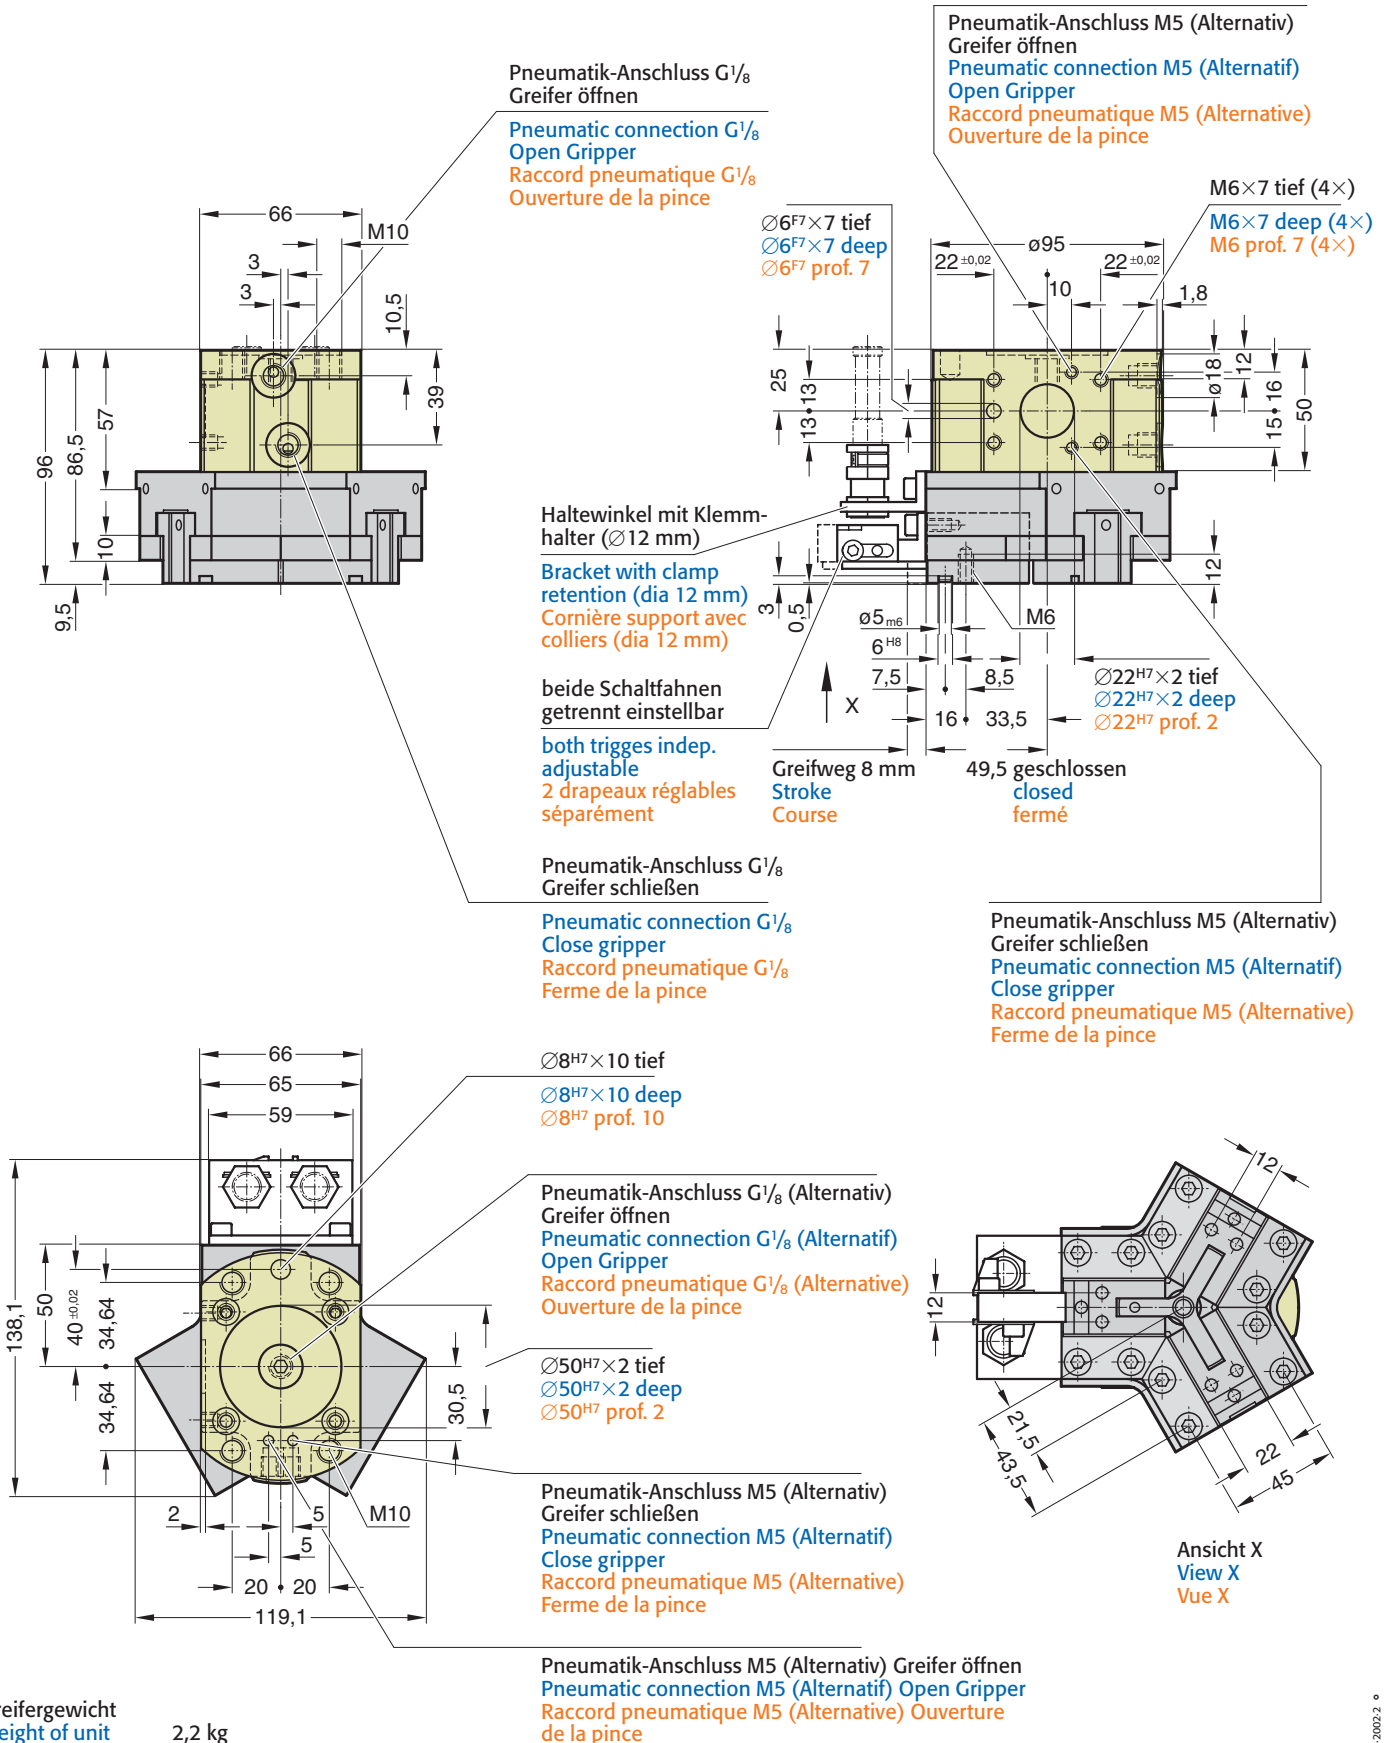 Pneumatik-Anschluss M5 (Alternativ)
Greifer öffnen
Pneumatic connection M5 (Alternatif)
Open Gripper
Raccord pneumatique M5 (Alternative)
Ouverture de la pince
Pneumatik-Anschluss G1/8
Greifer öffnen
Pneumatic connection G1/8
Open Gripper
Raccord pneumatique G1/8
Ouverture de la pince
M6×7 tief (4×)
M6×7 deep (4×)
M6 prof. 7 (4×)
∅6F7×7 tief
∅6F7×7 deep
∅6F7 prof. 7
66
M10
3
3
10,5
96
86,5
57
39
10
9,5
ø95
22 ±0,02
22 ±0,02
10
1,8
25
13
13
ø18
12
16
15
50
Haltewinkel mit Klemm-
halter (∅12 mm)
Bracket with clamp
retention (dia 12 mm)
Cornière support avec
colliers (dia 12 mm)
3
0,5
12
ø5 m6
M6
6 H8
7,5
8,5
X
16
33,5
∅22H7×2 tief
∅22H7×2 deep
∅22H7 prof. 2
beide Schaltfahnen
getrennt einstellbar
both trigges indep.
adjustable
2 drapeaux réglables
séparément
Greifweg 8 mm
Stroke
Course
49,5 geschlossen
closed
fermé
Pneumatik-Anschluss G1/8
Greifer schließen
Pneumatic connection G1/8
Close gripper
Raccord pneumatique G1/8
Ferme de la pince
Pneumatik-Anschluss M5 (Alternativ)
Greifer schließen
Pneumatic connection M5 (Alternatif)
Close gripper
Raccord pneumatique M5 (Alternative)
Ferme de la pince
66
65
59
∅8H7×10 tief
∅8H7×10 deep
∅8H7 prof. 10
138,1
50
40 ±0,02
34,64
34,64
30,5
Pneumatik-Anschluss G1/8 (Alternativ)
Greifer öffnen
Pneumatic connection G1/8 (Alternatif)
Open Gripper
Raccord pneumatique G1/8 (Alternative)
Ouverture de la pince
∅50H7×2 tief
∅50H7×2 deep
∅50H7 prof. 2
2
5
M10
5
20
20
119,1
Pneumatik-Anschluss M5 (Alternativ)
Greifer schließen
Pneumatic connection M5 (Alternatif)
Close gripper
Raccord pneumatique M5 (Alternative)
Ferme de la pince
12
12
21,5
43,5
22
45
Ansicht X
View X
Vue X
Pneumatik-Anschluss M5 (Alternativ) Greifer öffnen
Pneumatic connection M5 (Alternatif) Open Gripper
Raccord pneumatique M5 (Alternative) Ouverture
de la pince
reifergewicht
eight of unit
2,2 kg